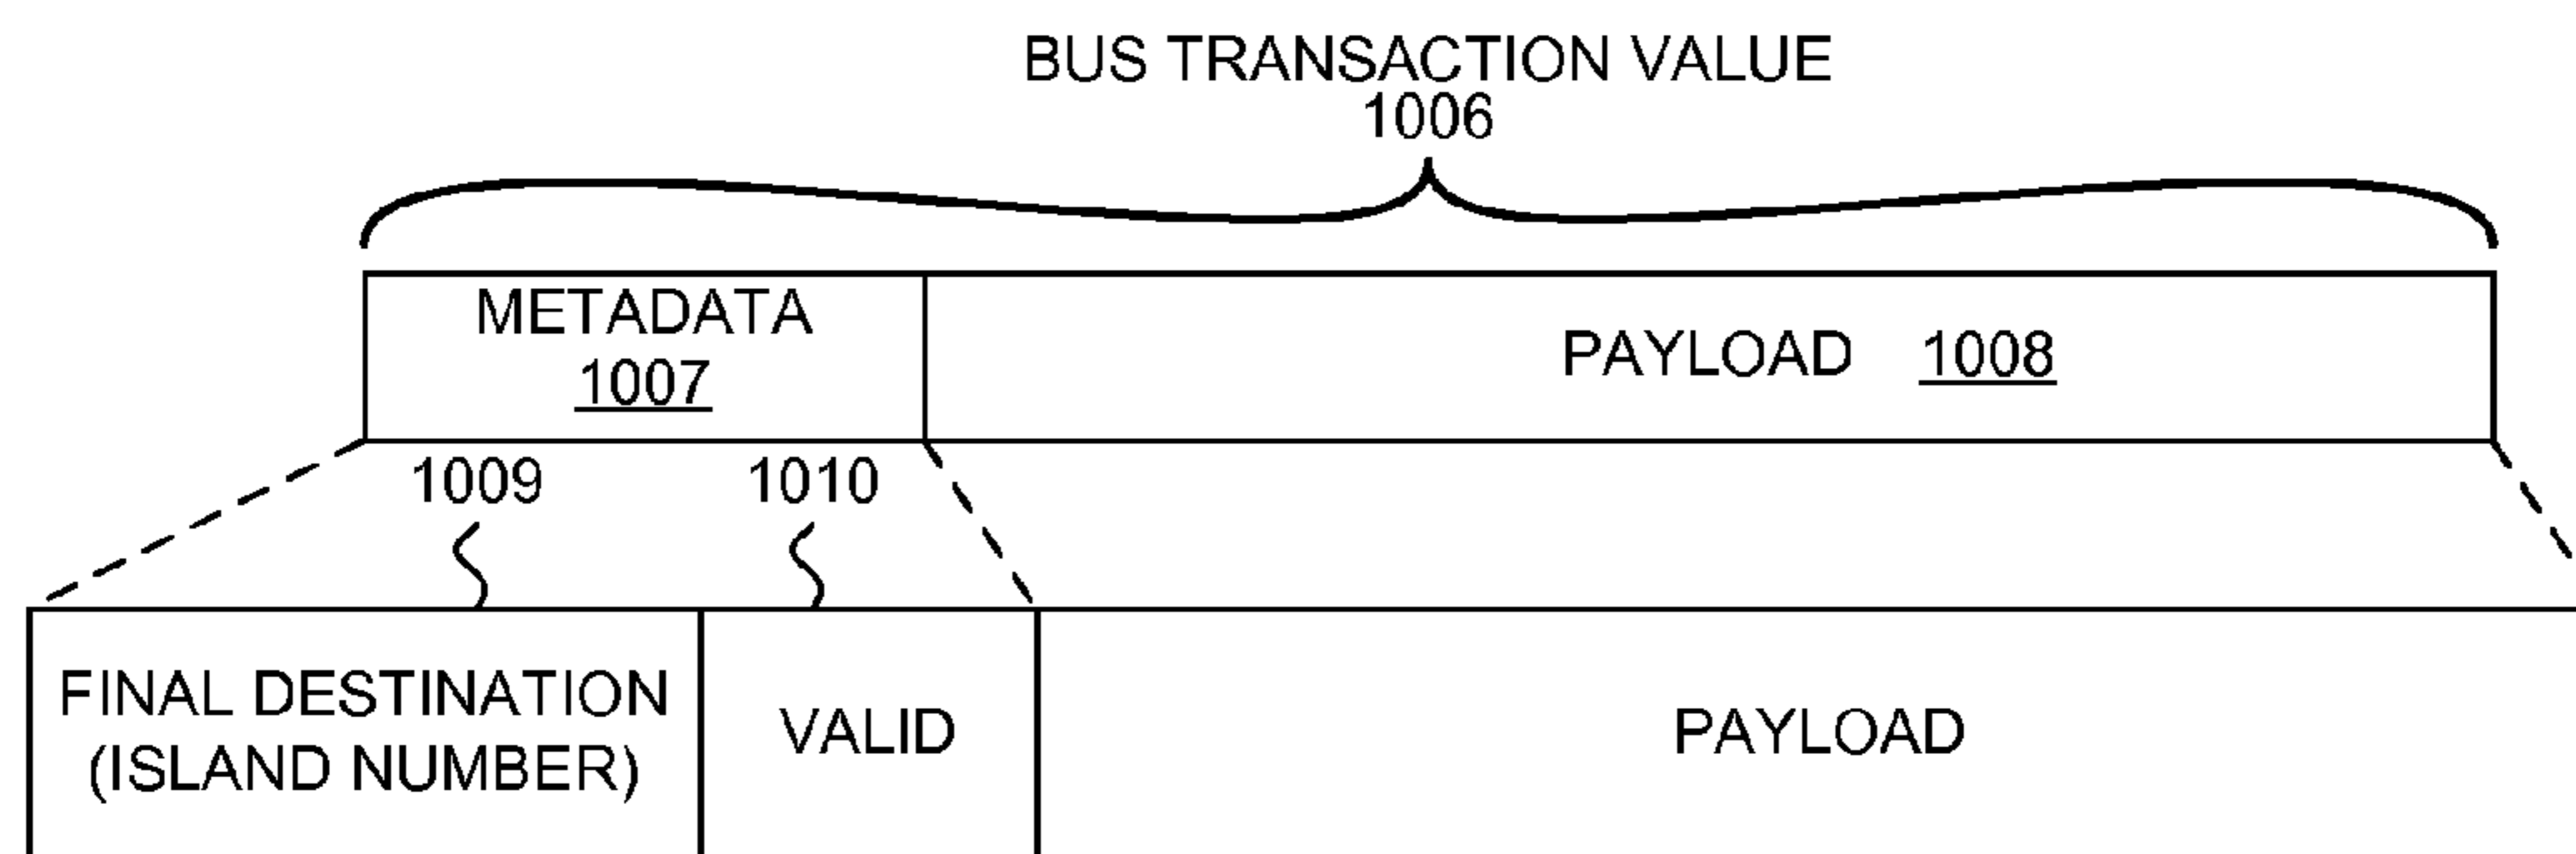 BUS TRANSACTION VALUE
1006
METADATA
1007
PAYLOAD 1008
1009 1010
FINAL DESTINATION
(ISLAND NUMBER)
VALID
PAYLOAD